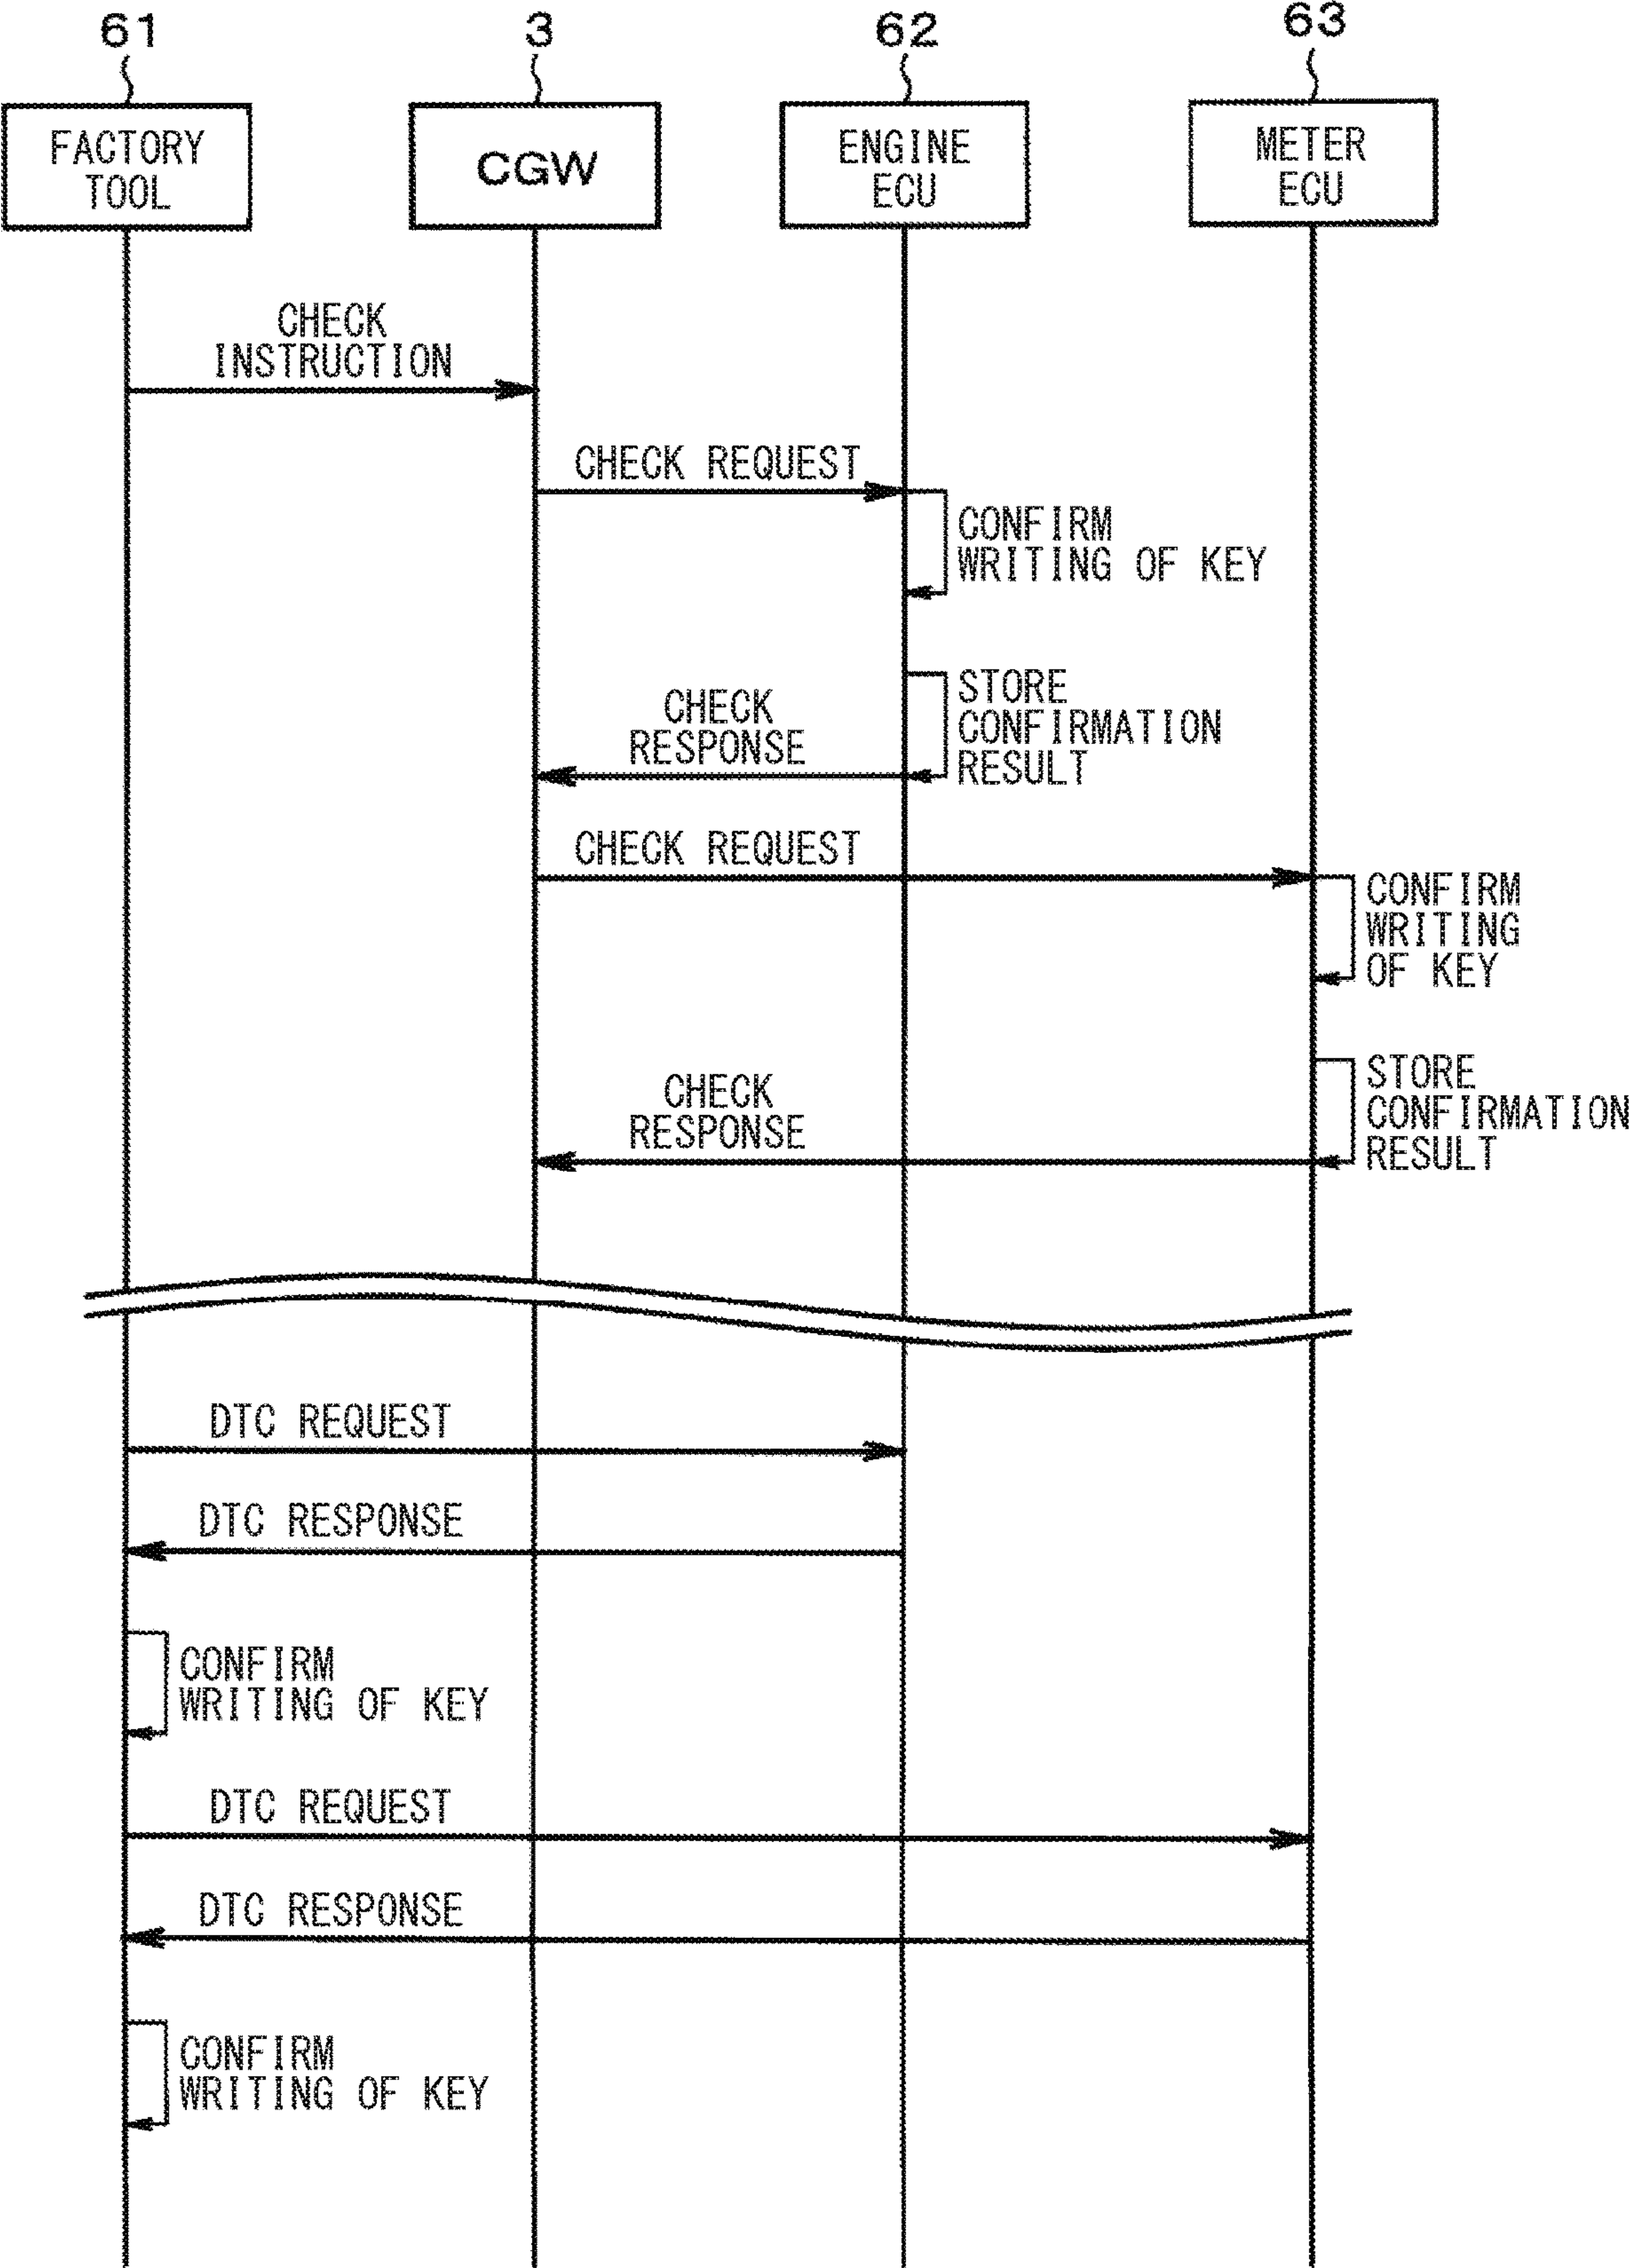 61
3
62
63
FACTORY
TOOL
CGW
ENGINE
ECU
METER
ECU
CHECK
INSTRUCTION
CHECK REQUEST
CONFIRM
WRITING OF KEY
STORE
CONFIRMATION
RESULT
CHECK
RESPONSE
CHECK REQUEST
CONFIRM
WRITING
OF KEY
STORE
CONFIRMATION
RESULT
CHECK
RESPONSE
DTC REQUEST
DTC RESPONSE
CONFIRM
WRITING OF KEY
DTC REQUEST
DTC RESPONSE
CONFIRM
WRITING OF KEY